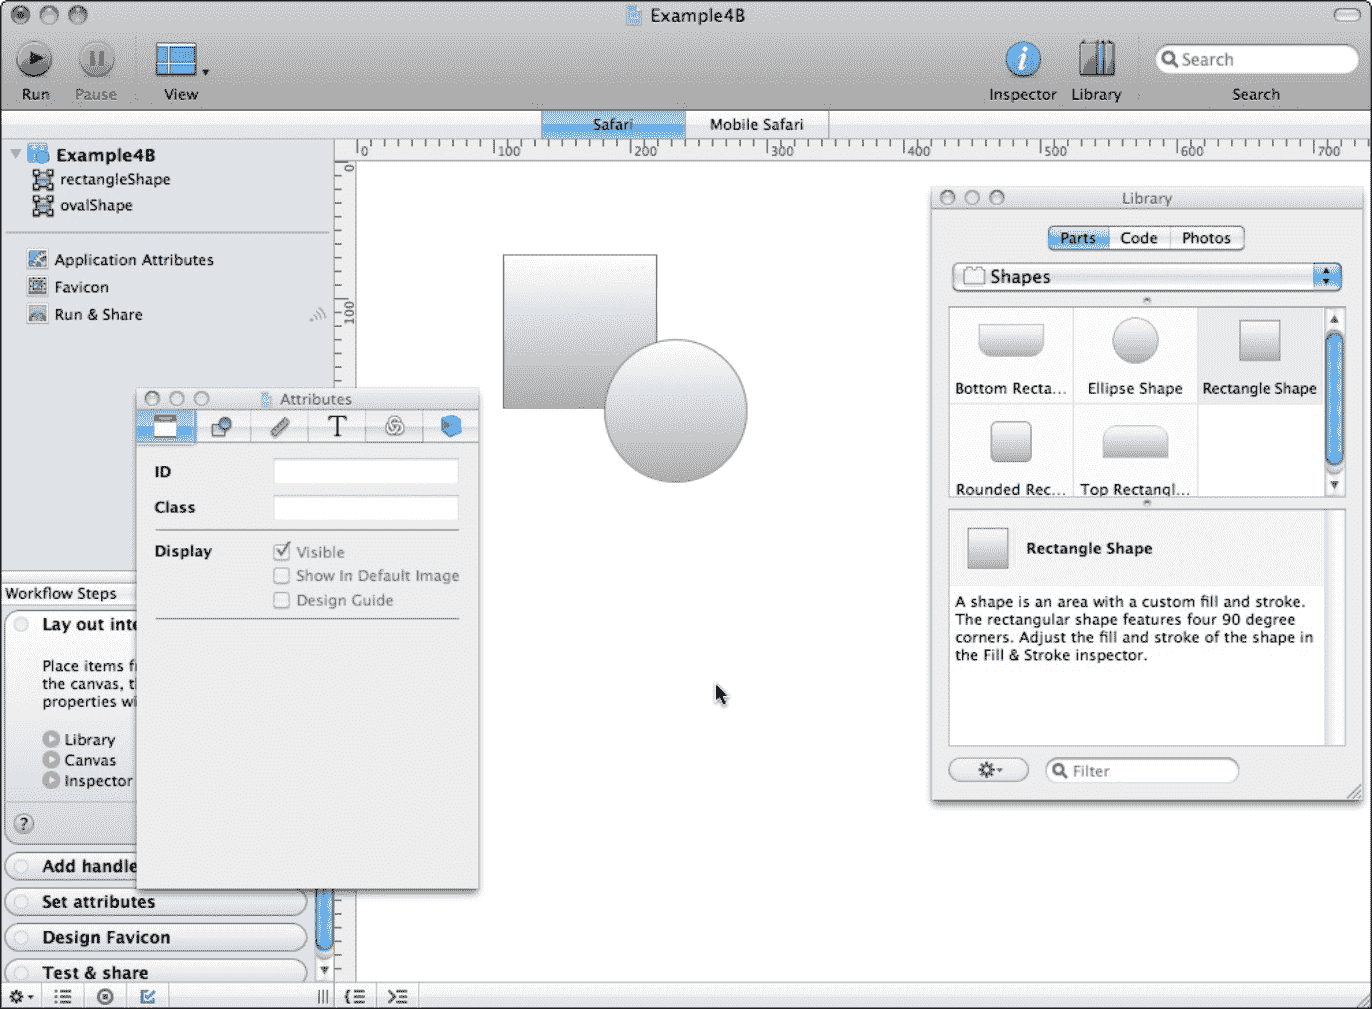 Example4B
Run
Pause
View
Inspector
Library
Search
Search
Safari
Mobile Safari
0
100
200
300
400
500
600
700
0
100
Example4B
rectangleShape
ovalShape
Application Attributes
Favicon
Run & Share
Attributes
T
ID
Class
Display
Visible
Show In Default Image
Design Guide
Workflow Steps
Lay out inte
Place items f
the canvas, t
properties wi
Library
Canvas
Inspector
?
Add handle
Set attributes
Design Favicon
Test & share
Library
Parts
Code
Photos
Shapes
Bottom Recta...
Ellipse Shape
Rectangle Shape
Rounded Rec...
Top Rectangl...
Rectangle Shape
A shape is an area with a custom fill and stroke.
The rectangular shape features four 90 degree
corners. Adjust the fill and stroke of the shape in
the Fill & Stroke inspector.
Filter